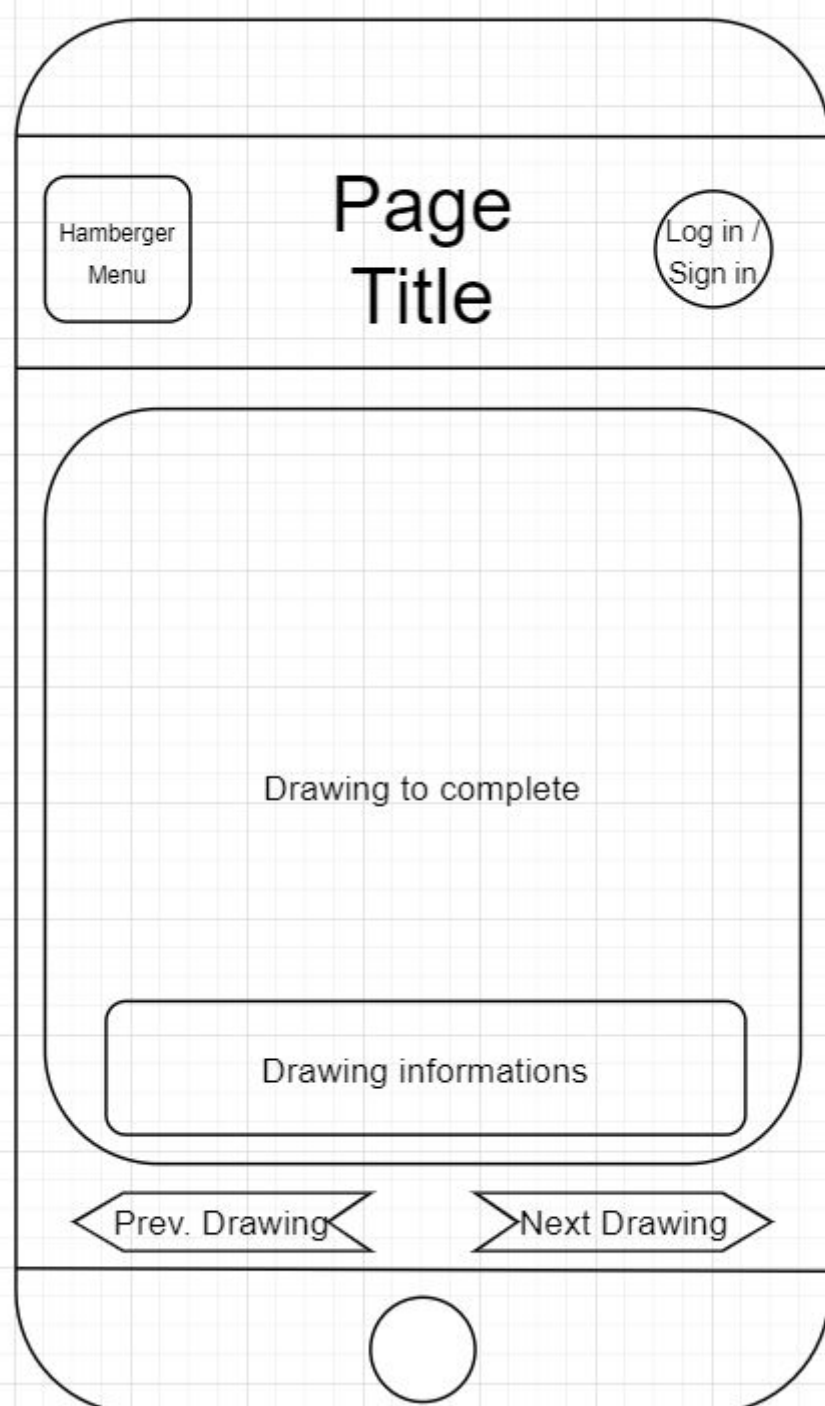 Hamberger
Menu
Page
Title
Log in /
Sign in
Drawing to complete
Drawing informations
Prev. Drawing
Next Drawing